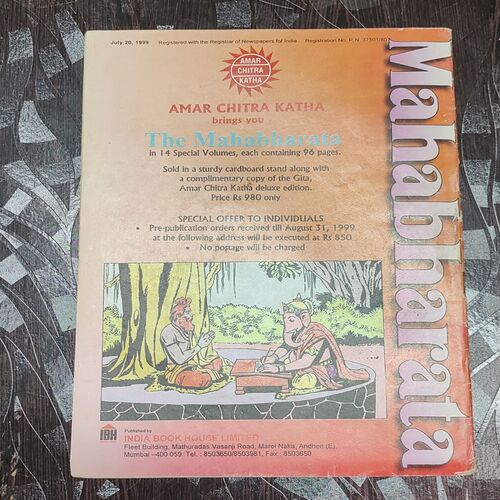 July 20, 1999 Registered with the Registrar of Newspapers for India Registration No. R.N. 37301/80
AMAR
CHITRA
KATHA
AMAR CHITRA KATHA
brings you
The Mahabharata
in 14 Special Volumes, each containing 96 pages.
Sold in a sturdy cardboard stand along with
a complimentary copy of the Gita,
Amar Chitra Katha deluxe edition.
Price Rs 980 only
SPECIAL OFFER TO INDIVIDUALS
• Pre-publication orders received till August 31, 1999
at the following address will be executed at Rs 850
• No postage will be charged
Mahabharata
IBH
Published by
INDIA BOOK HOUSE LIMITED
Fleet Building, Mathuradas Vasanji Road, Marol Naka, Andheri (E)
Mumbai –400 059. Tel. : 8503650/8503981, Fax : 8503650